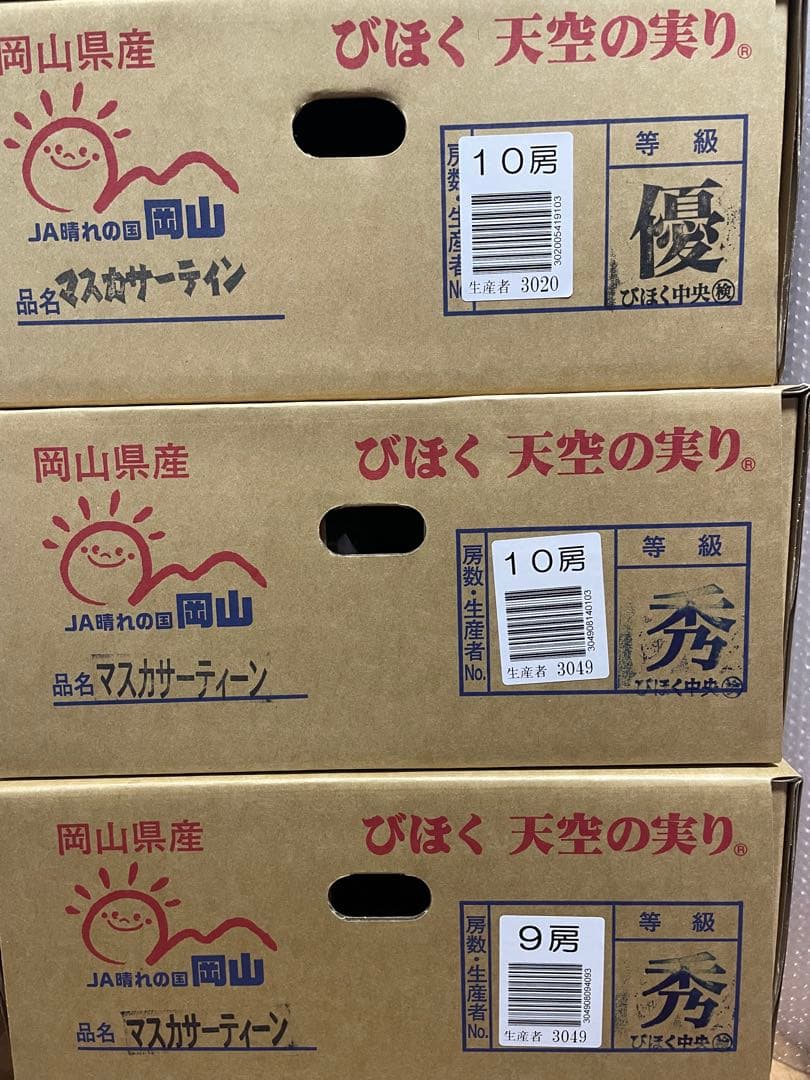 岡山県産
びほく 天空の実り®
JA晴れの国 岡山
品名 マスカサーテイン
房数・生産者No.
10房
302005419103
生産者 3020
等級
優
びほく中央 検
岡山県産
びほく 天空の実り®
JA晴れの国 岡山
品名 マスカサーティーン
房数・生産者No.
10房
304908140103
生産者 3049
等級
秀
びほく中央 検
岡山県産
びほく 天空の実り®
JA晴れの国 岡山
品名 マスカサーティーン
房数・生産者No.
9房
304908094093
生産者 3049
等級
秀
びほく中央 検